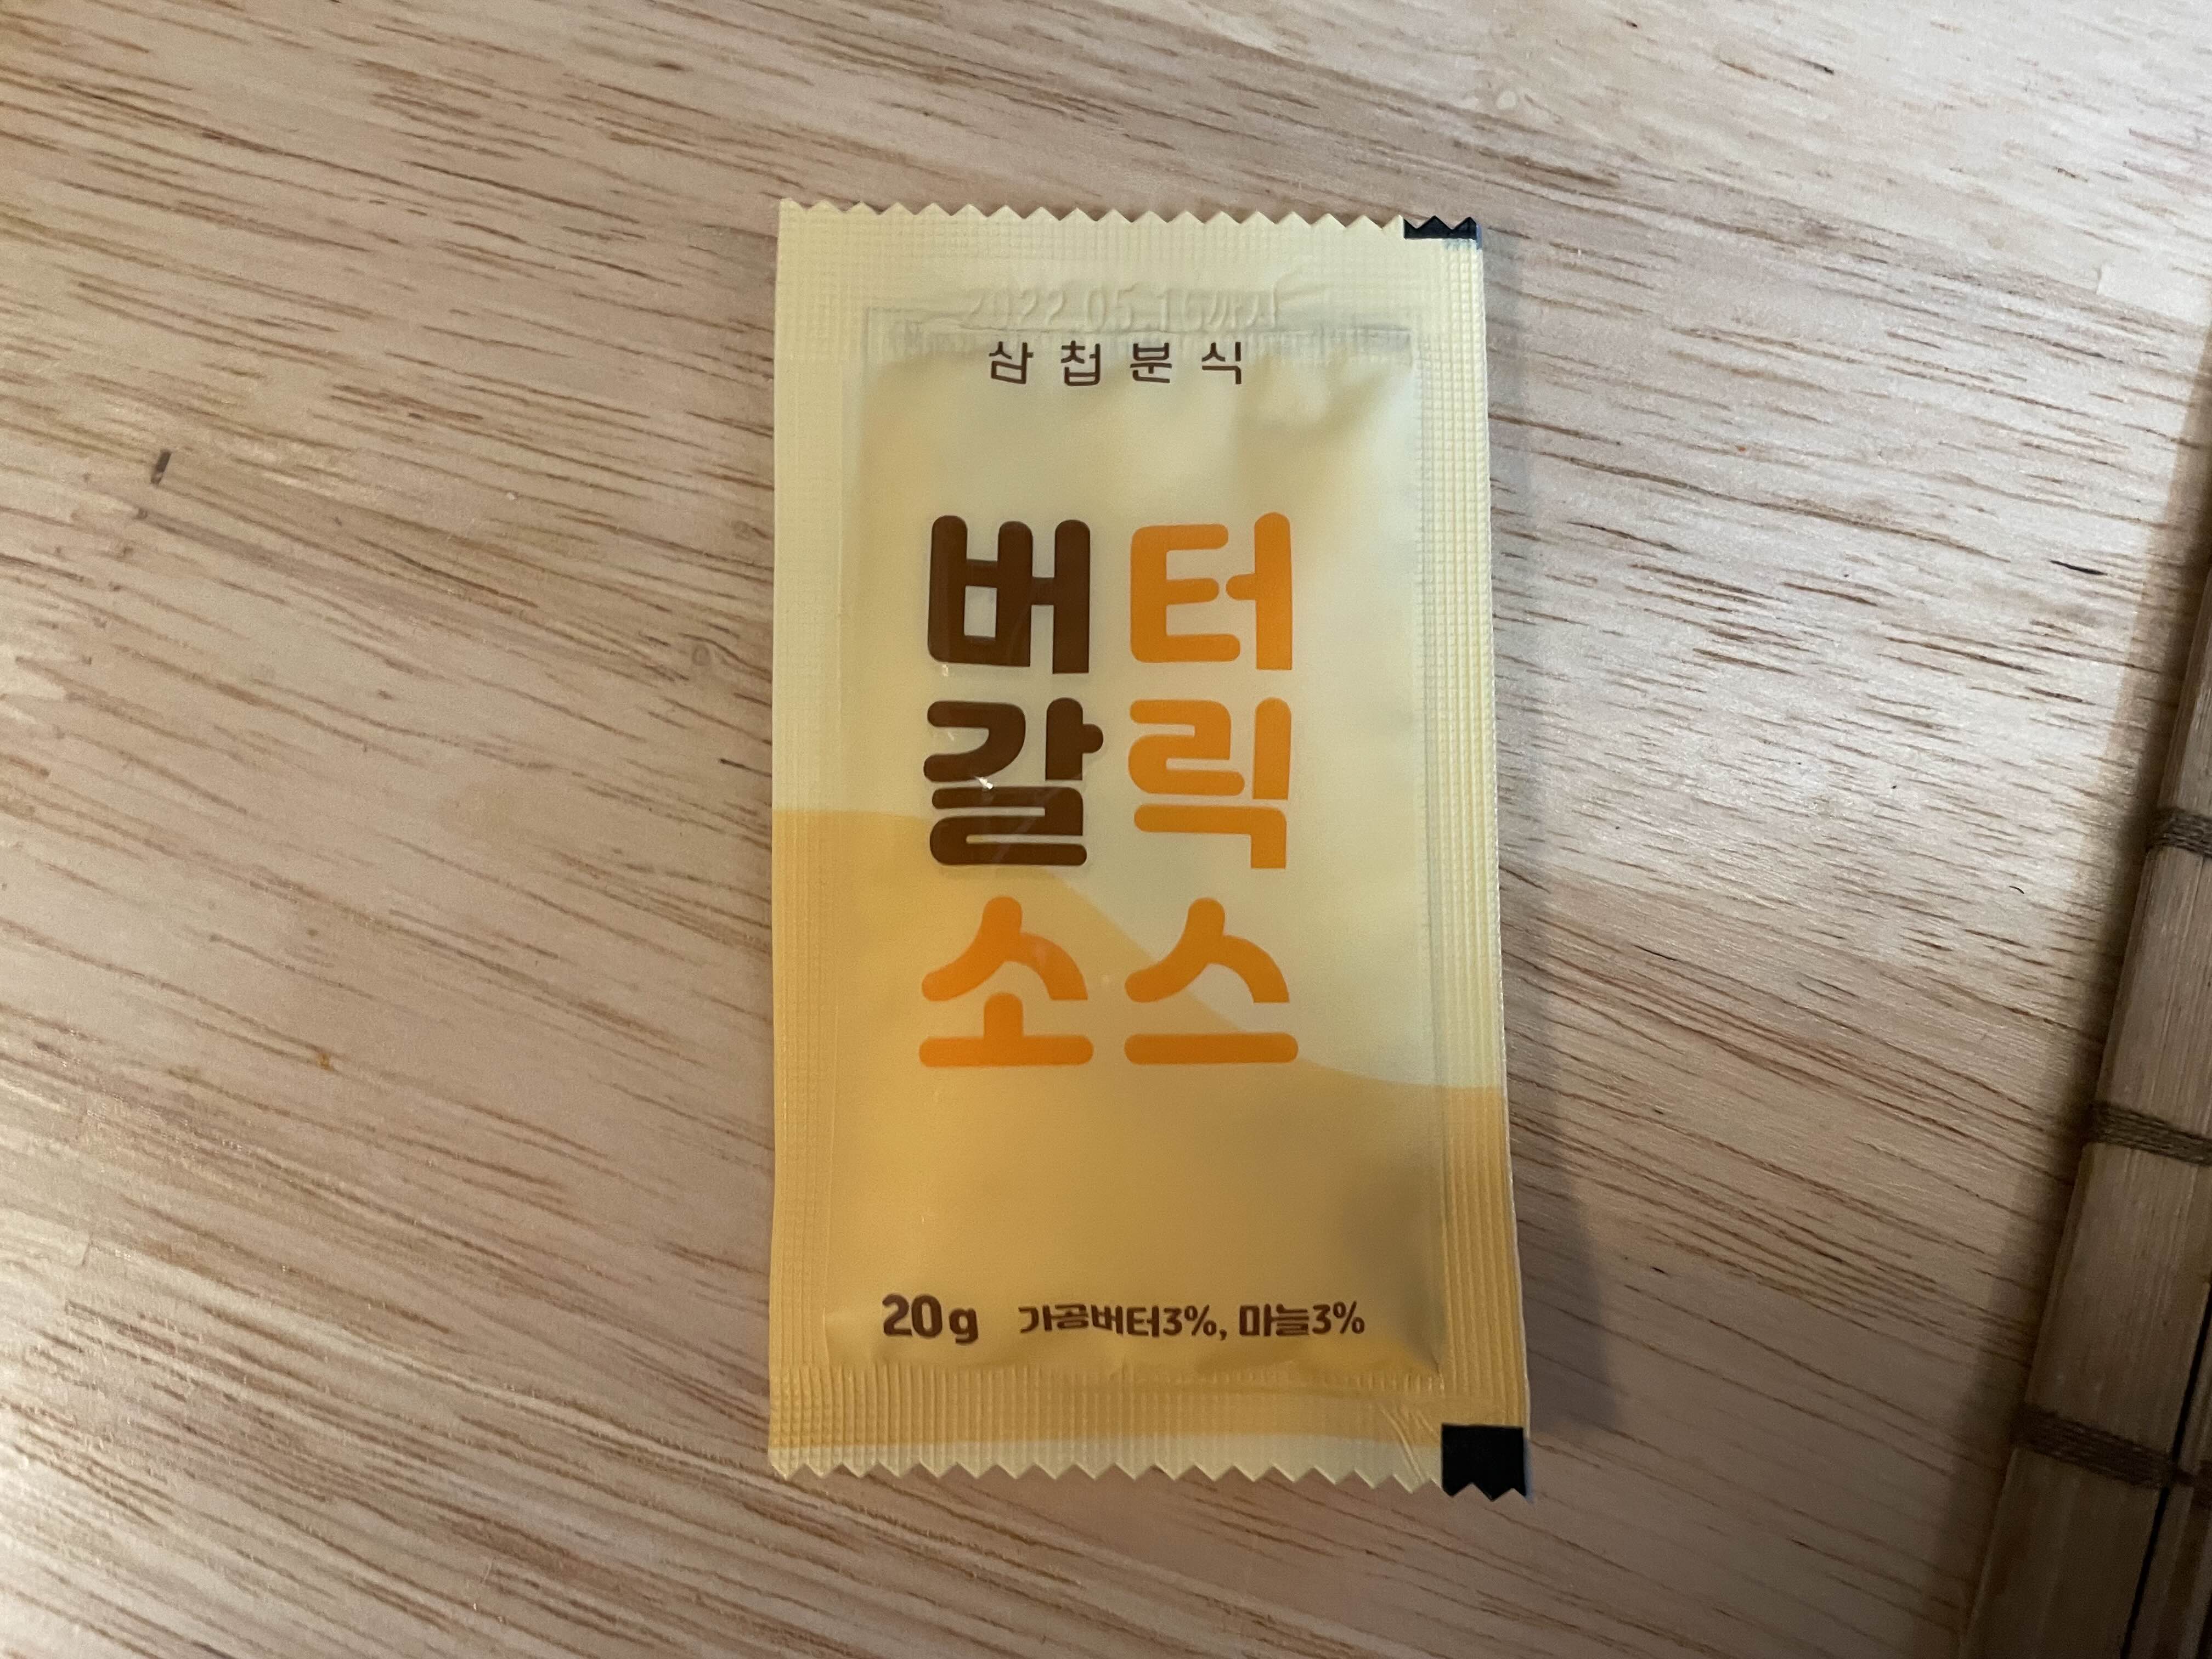 2022.05.16까지
삼첩분식
버터
갈릭
소스
20g 가공버터3%, 마늘3%